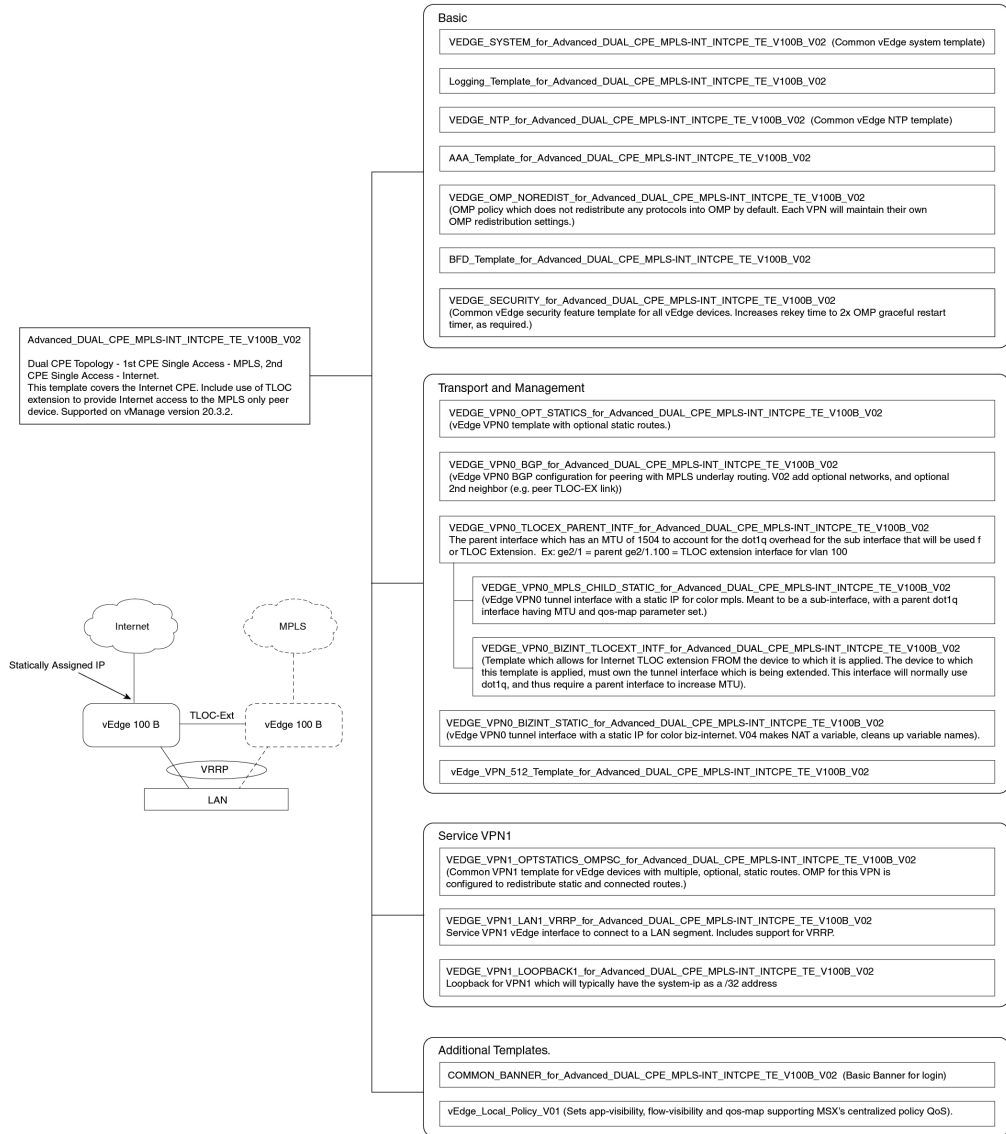 Basic
VEDGE_SYSTEM_for_Advanced_DUAL_CPE_MPLS-INT_INTCPE_TE_V100B_V02 (Common vEdge system template)
Logging_Template_for_Advanced_DUAL_CPE_MPLS-INT_INTCPE_TE_V100B_V02
VEDGE_NTP_for_Advanced_DUAL_CPE_MPLS-INT_INTCPE_TE_V100B_V02 (Common vEdge NTP template)
AAA_Template_for_Advanced_DUAL_CPE_MPLS-INT_INTCPE_TE_V100B_V02
VEDGE_OMP_NOREDIST_for_Advanced_DUAL_CPE_MPLS-INT_INTCPE_TE_V100B_V02
(OMP policy which does not redistribute any protocols into OMP by default. Each VPN will maintain their own
OMP redistribution settings.)
BFD_Template_for_Advanced_DUAL_CPE_MPLS-INT_INTCPE_TE_V100B_V02
VEDGE_SECURITY_for_Advanced_DUAL_CPE_MPLS-INT_INTCPE_TE_V100B_V02
(Common vEdge security feature template for all vEdge devices. Increases rekey time to 2x OMP graceful restart
timer, as required.)
Advanced_DUAL_CPE_MPLS-INT_INTCPE_TE_V100B_V02
Dual CPE Topology - 1st CPE Single Access - MPLS, 2nd
CPE Single Access - Internet.
This template covers the Internet CPE. Include use of TLOC
extension to provide Internet access to the MPLS only peer
device. Supported on vManage version 20.3.2.
Transport and Management
VEDGE_VPN0_OPT_STATICS_for_Advanced_DUAL_CPE_MPLS-INT_INTCPE_TE_V100B_V02
(vEdge VPN0 template with optional static routes.)
VEDGE_VPN0_BGP_for_Advanced_DUAL_CPE_MPLS-INT_INTCPE_TE_V100B_V02
(vEdge VPN0 BGP configuration for peering with MPLS underlay routing. V02 add optional networks, and optional
2nd neighbor (e.g. peer TLOC-EX link))
VEDGE_VPN0_TLOCEX_PARENT_INTF_for_Advanced_DUAL_CPE_MPLS-INT_INTCPE_TE_V100B_V02
The parent interface which has an MTU of 1504 to account for the dot1q overhead for the sub interface that will be used f
or TLOC Extension. Ex: ge2/1 = parent ge2/1.100 = TLOC extension interface for vlan 100
VEDGE_VPN0_MPLS_CHILD_STATIC_for_Advanced_DUAL_CPE_MPLS-INT_INTCPE_TE_V100B_V02
(vEdge VPN0 tunnel interface with a static IP for color mpls. Meant to be a sub-interface, with a parent dot1q
interface having MTU and qos-map parameter set.)
VEDGE_VPN0_BIZINT_TLOCEXT_INTF_for_Advanced_DUAL_CPE_MPLS-INT_INTCPE_TE_V100B_V02
(Template which allows for Internet TLOC extension FROM the device to which it is applied. The device to which
this template is applied, must own the tunnel interface which is being extended. This interface will normally use
dot1q, and thus require a parent interface to increase MTU).
VEDGE_VPN0_BIZINT_STATIC_for_Advanced_DUAL_CPE_MPLS-INT_INTCPE_TE_V100B_V02
(vEdge VPN0 tunnel interface with a static IP for color biz-internet. V04 makes NAT a variable, cleans up variable names).
vEdge_VPN_512_Template_for_Advanced_DUAL_CPE_MPLS-INT_INTCPE_TE_V100B_V02
Internet
MPLS
Statically Assigned IP
vEdge 100 B
TLOC-Ext
vEdge 100 B
VRRP
LAN
Service VPN1
VEDGE_VPN1_OPTSTATICS_OMPSC_for_Advanced_DUAL_CPE_MPLS-INT_INTCPE_TE_V100B_V02
(Common VPN1 template for vEdge devices with multiple, optional, static routes. OMP for this VPN is
configured to redistribute static and connected routes.)
VEDGE_VPN1_LAN1_VRRP_for_Advanced_DUAL_CPE_MPLS-INT_INTCPE_TE_V100B_V02
Service VPN1 vEdge interface to connect to a LAN segment. Includes support for VRRP.
VEDGE_VPN1_LOOPBACK1_for_Advanced_DUAL_CPE_MPLS-INT_INTCPE_TE_V100B_V02
Loopback for VPN1 which will typically have the system-ip as a /32 address
Additional Templates.
COMMON_BANNER_for_Advanced_DUAL_CPE_MPLS-INT_INTCPE_TE_V100B_V02 (Basic Banner for login)
vEdge_Local_Policy_V01 (Sets app-visibility, flow-visibility and qos-map supporting MSX's centralized policy QoS).